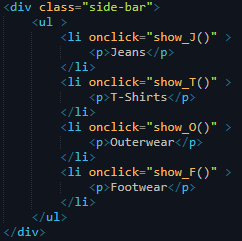 <div class="side-bar">
    <ul >
        <li onclick="show_J()" >
            <p>Jeans</p>
        </li>
        <li onclick="show_T()" >
            <p>T-Shirts</p>
        </li>
        <li onclick="show_O()" >
            <p>Outerwear</p>
        </li>
        <li onclick="show_F()" >
            <p>Footwear</p>
        </li>
    </ul>
</div>